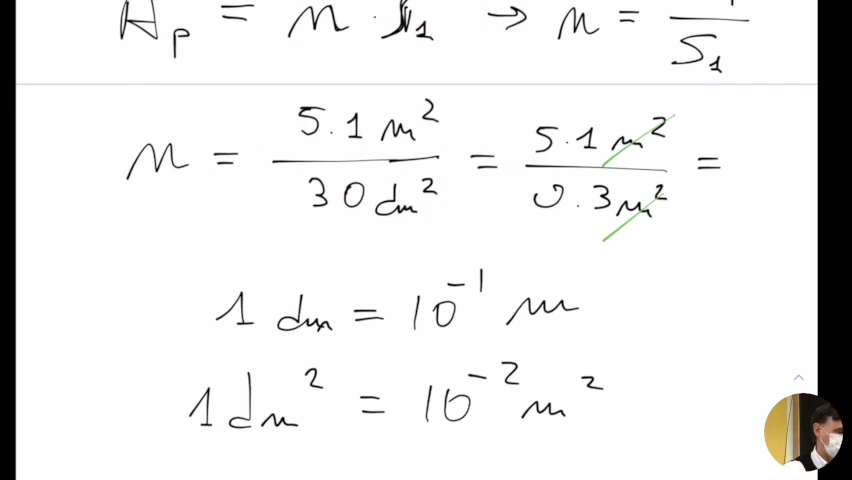 A_p = n · S_1 → n = / S_1
n = 5.1 m² / 30 dm² = 5.1 m² / 0.3 m² =
1 dm = 10⁻¹ m
1 dm² = 10⁻² m²